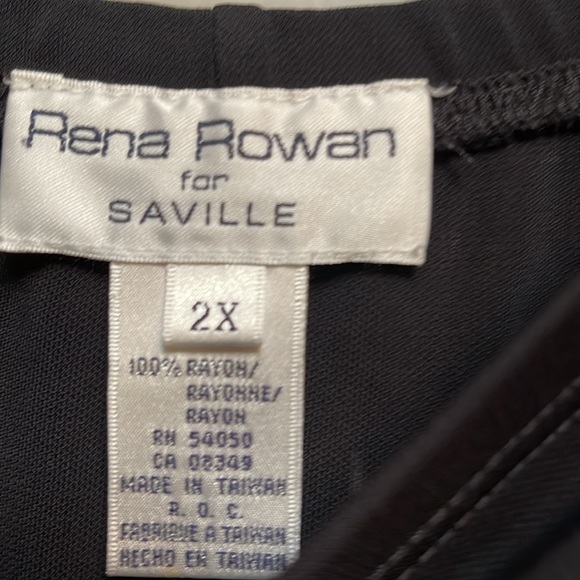 Rena Rowan
for
SAVILLE
2X
100% RAYON/
RAYONNE/
RAYON
RN 54050
CA 08349
MADE IN TAIWAN
R. O. C.
FABRIQUE A TAIWAN
HECHO EN TAIWAN